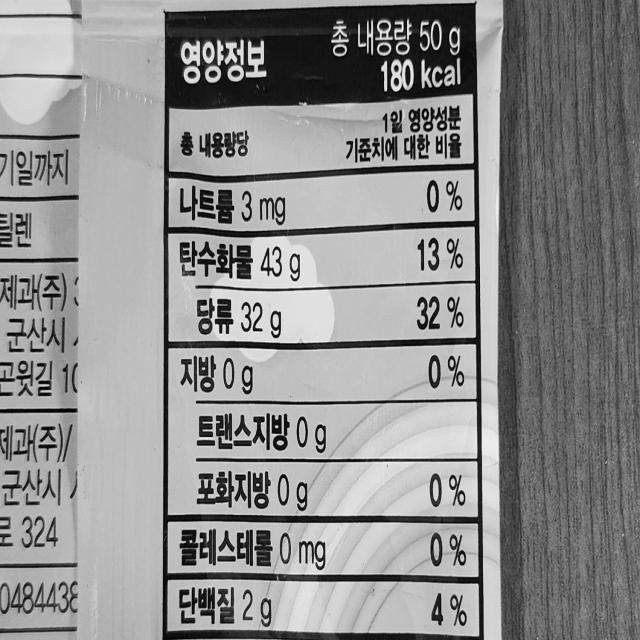 기일까지
틸렌
제과(주)
군산시
곤윗길 10
제과(주)/
군산시
로 324
0484438
영양정보
총 내용량 50 g
180 kcal
총 내용량당
1일 영양성분
기준치에 대한 비율
나트륨 3 mg 0 %
탄수화물 43 g 13 %
당류 32 g 32 %
지방 0 g 0 %
트랜스지방 0 g
포화지방 0 g 0 %
콜레스테롤 0 mg 0 %
단백질 2 g 4 %